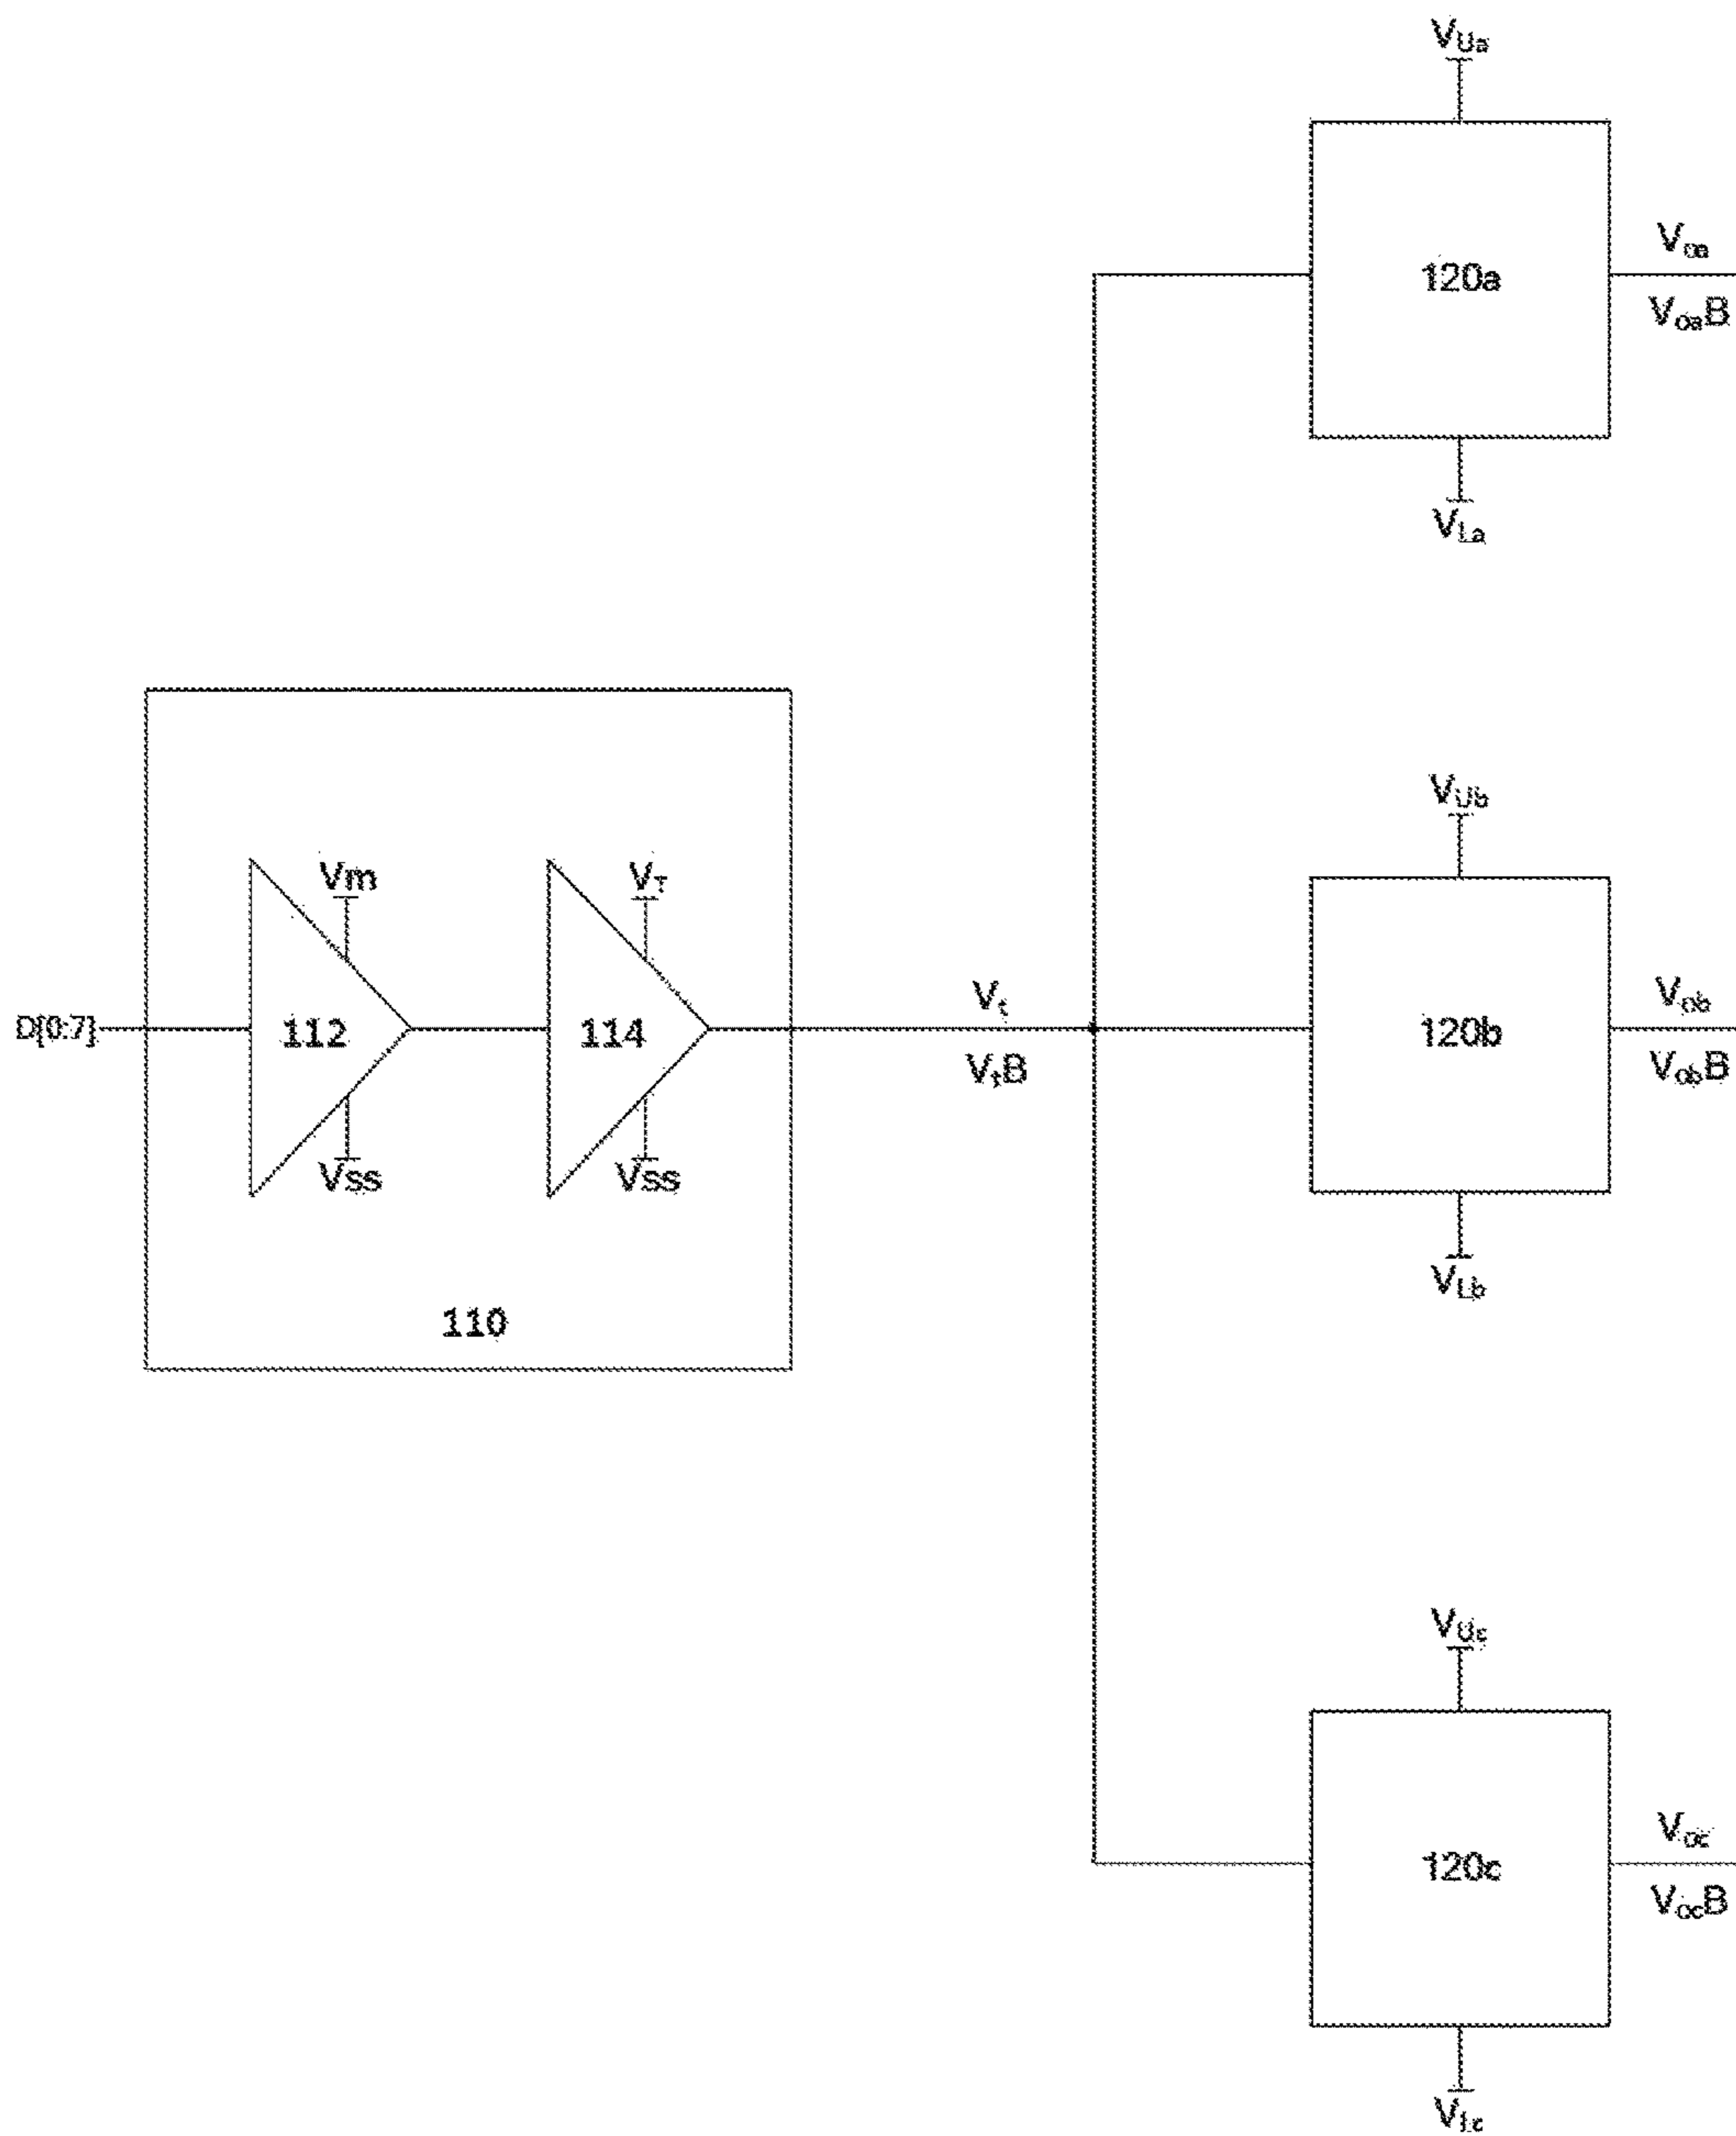 VUa
120a
Voa
VoaB
VLa
VUb
120b
Vob
VobB
VLb
D[0:7]
Vm
112
Vss
VT
114
Vss
110
Vt
VtB
VUc
120c
Voc
VocB
VLc